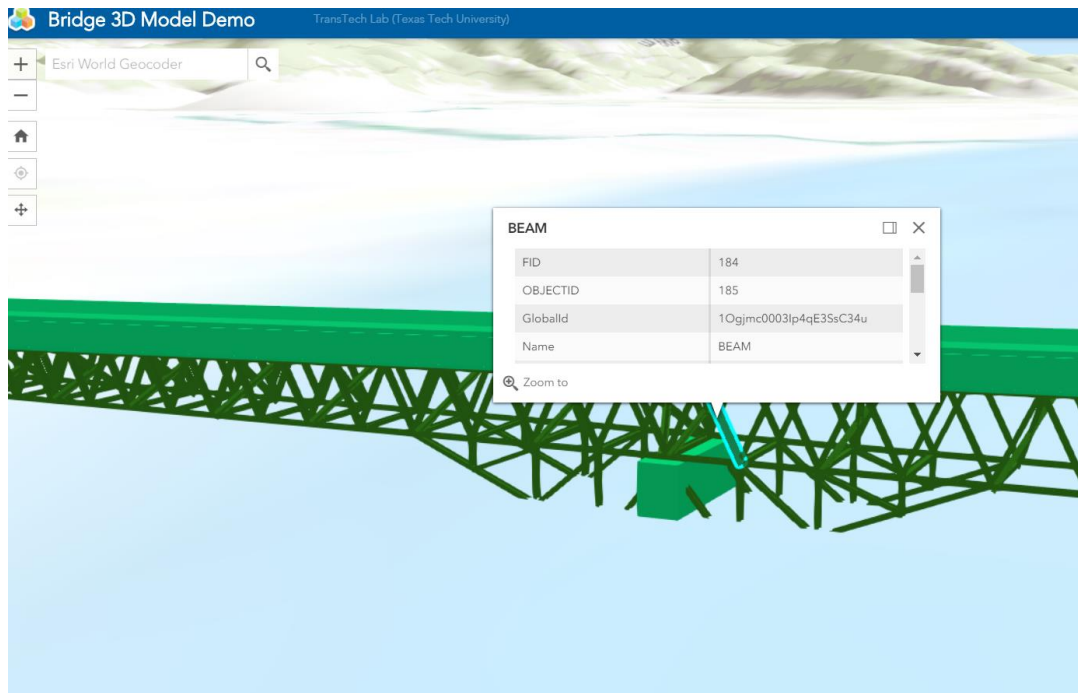 Bridge 3D Model Demo
TransTech Lab (Texas Tech University)
Esri World Geocoder
BEAM
FID 184
OBJECTID 185
GlobalId 1Ogjmc0003Ip4qE3SsC34u
Name BEAM
Zoom to